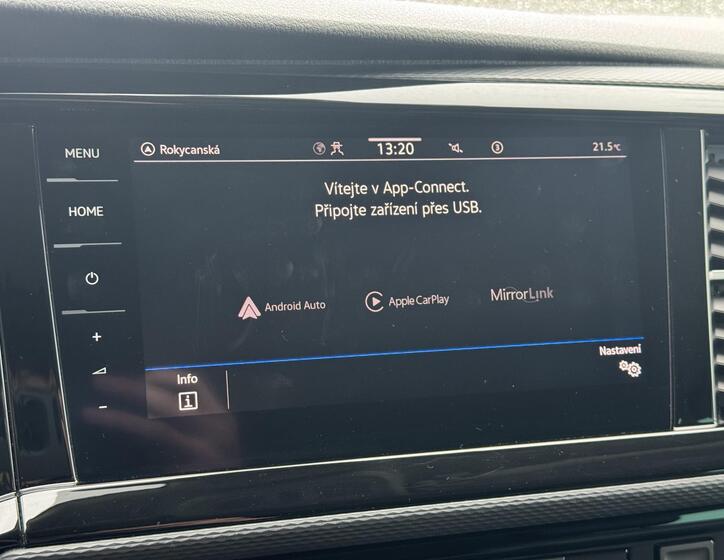 MENU
Rokycanská
13:20
3
21.5°C
HOME
Vítejte v App-Connect.
Připojte zařízení přes USB.
Android Auto
Apple CarPlay
MirrorLink
+
-
Info
i
Nastavení